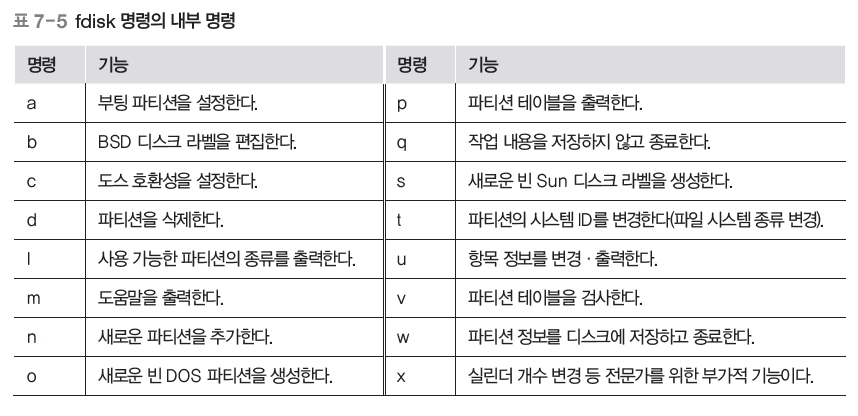 표 7-5 fdisk 명령의 내부 명령
명령 기능 명령 기능
a 부팅 파티션을 설정한다. p 파티션 테이블을 출력한다.
b BSD 디스크 라벨을 편집한다. q 작업 내용을 저장하지 않고 종료한다.
c 도스 호환성을 설정한다. s 새로운 빈 Sun 디스크 라벨을 생성한다.
d 파티션을 삭제한다. t 파티션의 시스템 ID를 변경한다(파일 시스템 종류 변경).
l 사용 가능한 파티션의 종류를 출력한다. u 항목 정보를 변경 · 출력한다.
m 도움말을 출력한다. v 파티션 테이블을 검사한다.
n 새로운 파티션을 추가한다. w 파티션 정보를 디스크에 저장하고 종료한다.
o 새로운 빈 DOS 파티션을 생성한다. x 실린더 개수 변경 등 전문가를 위한 부가적 기능이다.